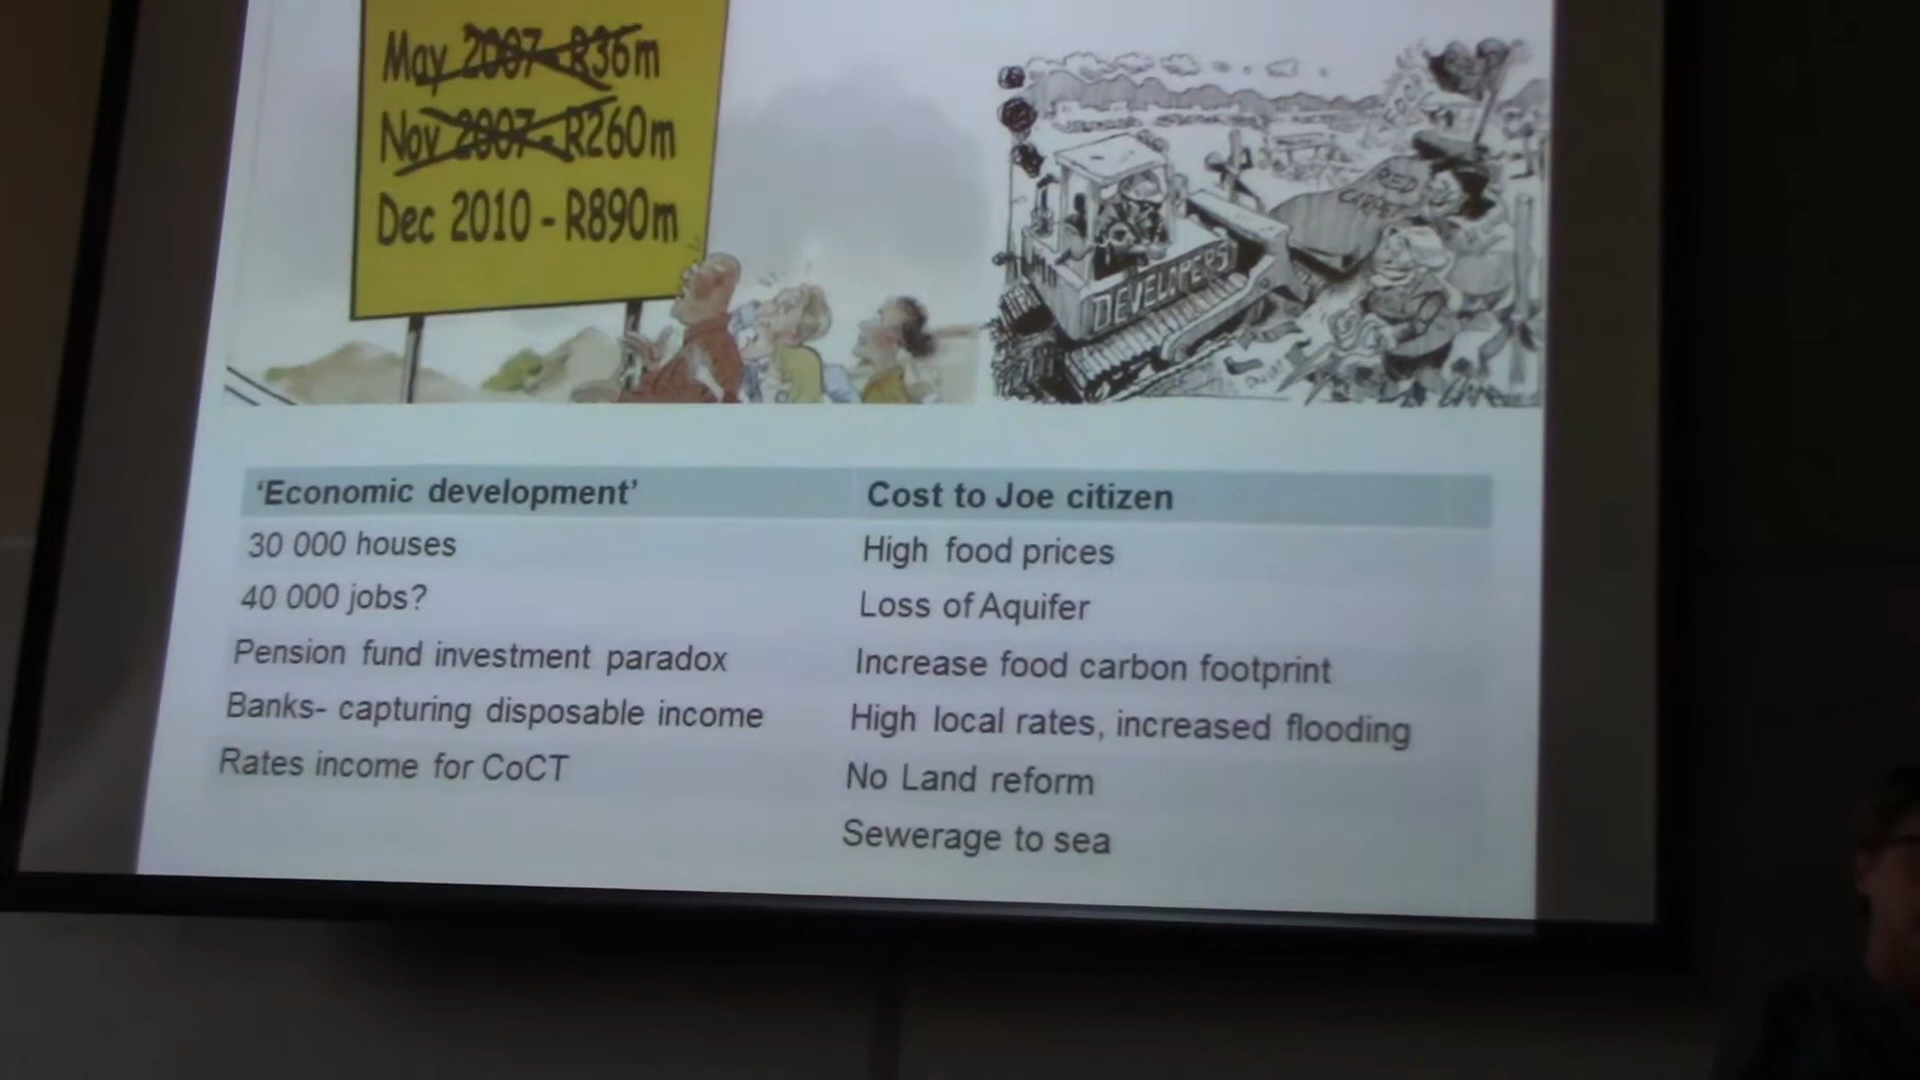 May 2007 - R36m
Nov 2007 - R260m
Dec 2010 - R890m
DEVELOPERS
RED
CARPET
'Economic development'
Cost to Joe citizen
30 000 houses
High food prices
40 000 jobs?
Loss of Aquifer
Pension fund investment paradox
Increase food carbon footprint
Banks- capturing disposable income
High local rates, increased flooding
Rates income for CoCT
No Land reform
Sewerage to sea